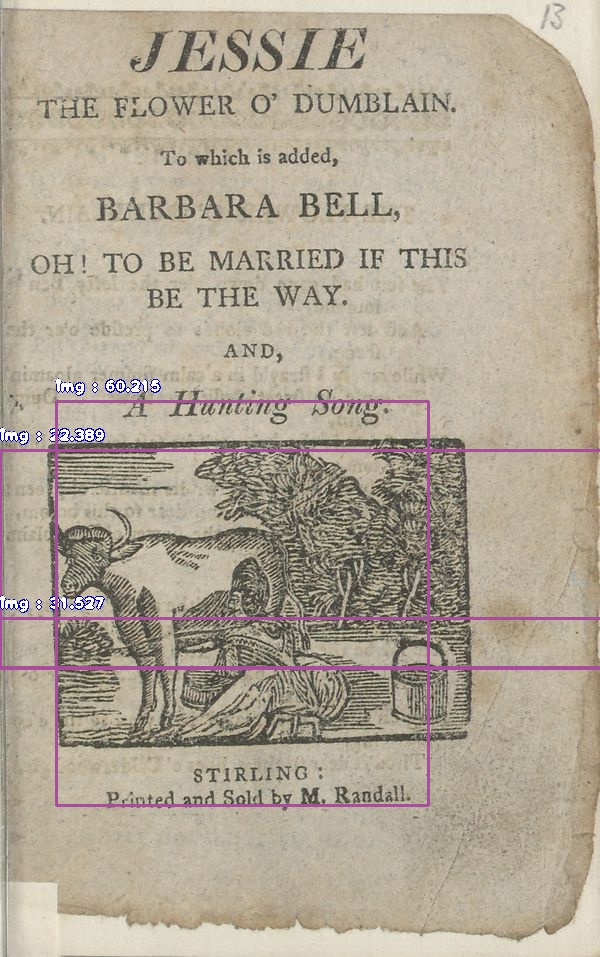 13
JESSIE
THE FLOWER O' DUMBLAIN.
To which is added,
BARBARA BELL,
OH! TO BE MARRIED IF THIS
BE THE WAY.
AND,
img : 60.215
A Hunting Song.
img : 32.389
img : 31.527
STIRLING:
Printed and Sold by M. Randall.